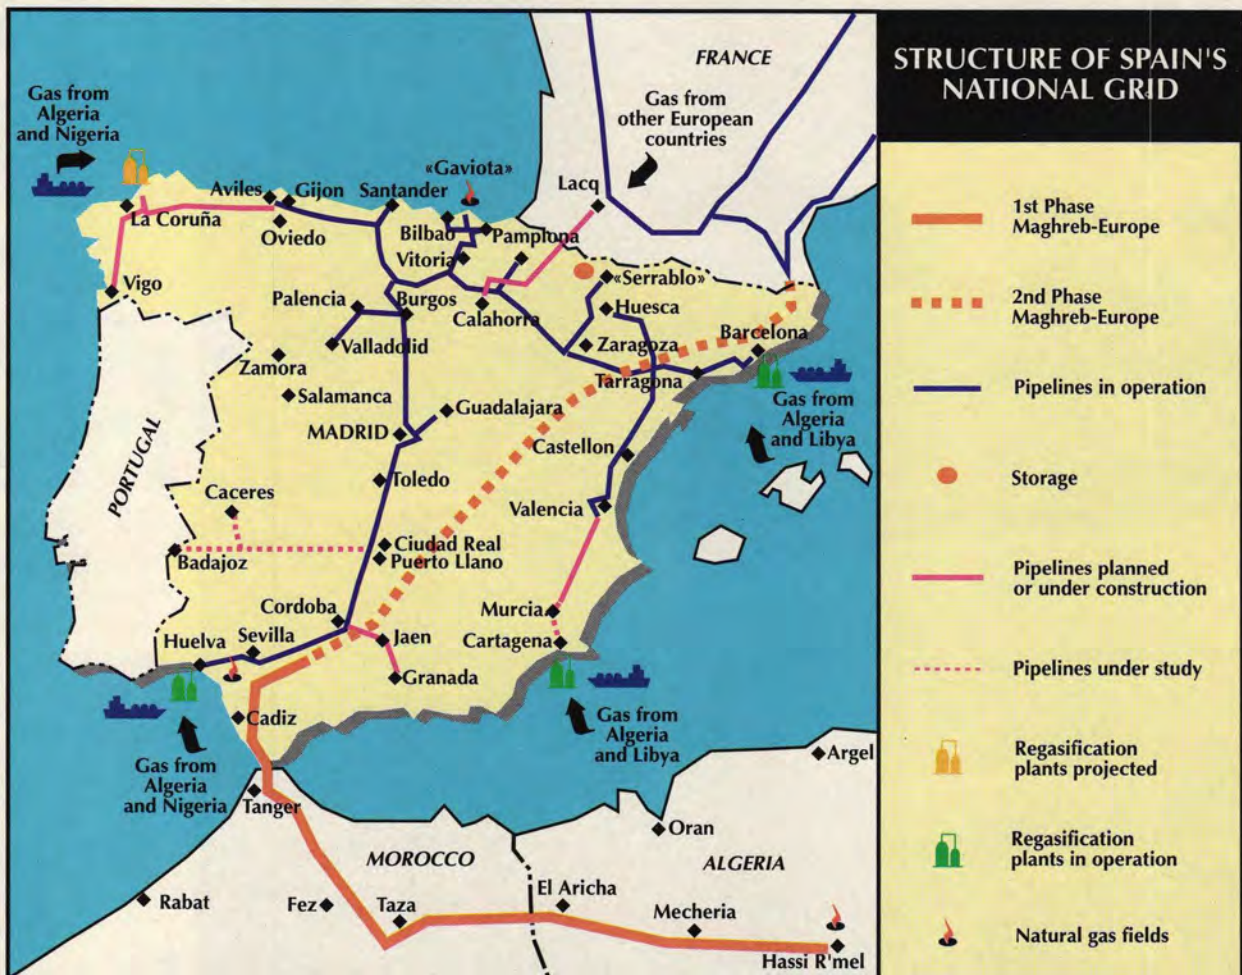 STRUCTURE OF SPAIN'S
NATIONAL GRID
FRANCE
Gas from
Algeria
and Nigeria
Gas from
other European
countries
«Gaviota»
Lacq
Aviles
Gijon
Santander
La Coruña
Oviedo
Bilbao
Pamplona
Vitoria
«Serrablo»
Vigo
Palencia
Burgos
Calahorra
Huesca
Barcelona
Valladolid
Zaragoza
Zamora
Tarragona
Salamanca
Guadalajara
Gas from
Algeria
and Libya
MADRID
Castellon
PORTUGAL
Toledo
Caceres
Valencia
Ciudad Real
Badajoz
Puerto Llano
Cordoba
Murcia
Huelva
Sevilla
Jaen
Cartagena
Granada
Cadiz
Gas from
Algeria
and Libya
Gas from
Algeria
and Nigeria
Argel
Tanger
Oran
MOROCCO
ALGERIA
Rabat
Fez
Taza
El Aricha
Mecheria
Hassi R'mel
1st Phase
Maghreb-Europe
2nd Phase
Maghreb-Europe
Pipelines in operation
Storage
Pipelines planned
or under construction
Pipelines under study
Regasification
plants projected
Regasification
plants in operation
Natural gas fields